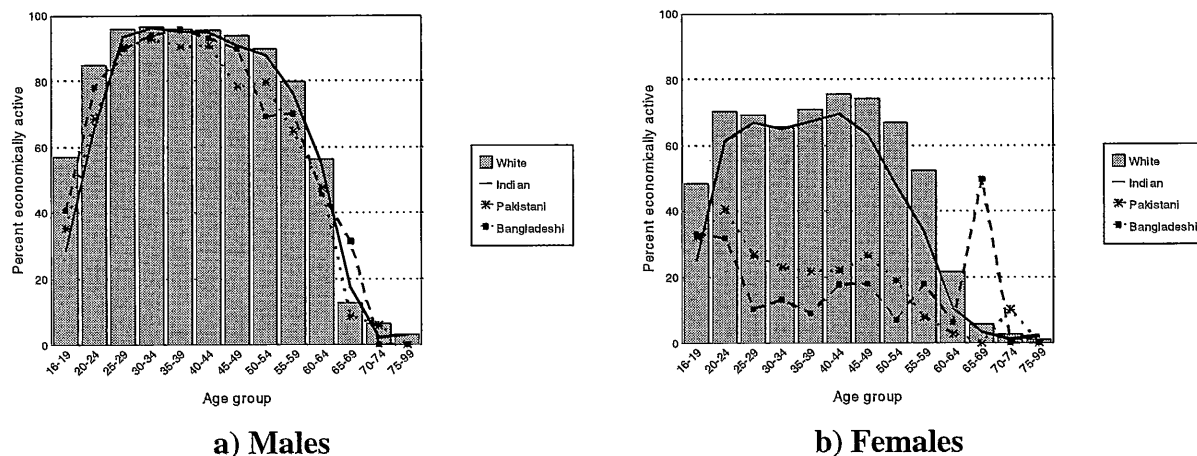 100
80
60
40
20
0
Percent economically active
16-19
20-24
25-29
30-34
35-39
40-44
45-49
50-54
55-59
60-64
65-69
70-74
75-99
Age group
White
Indian
Pakistani
Bangladeshi
a) Males
100
80
60
40
20
0
Percent economically active
16-19
20-24
25-29
30-34
35-39
40-44
45-49
50-54
55-59
60-64
65-69
70-74
75-99
Age group
White
Indian
Pakistani
Bangladeshi
b) Females